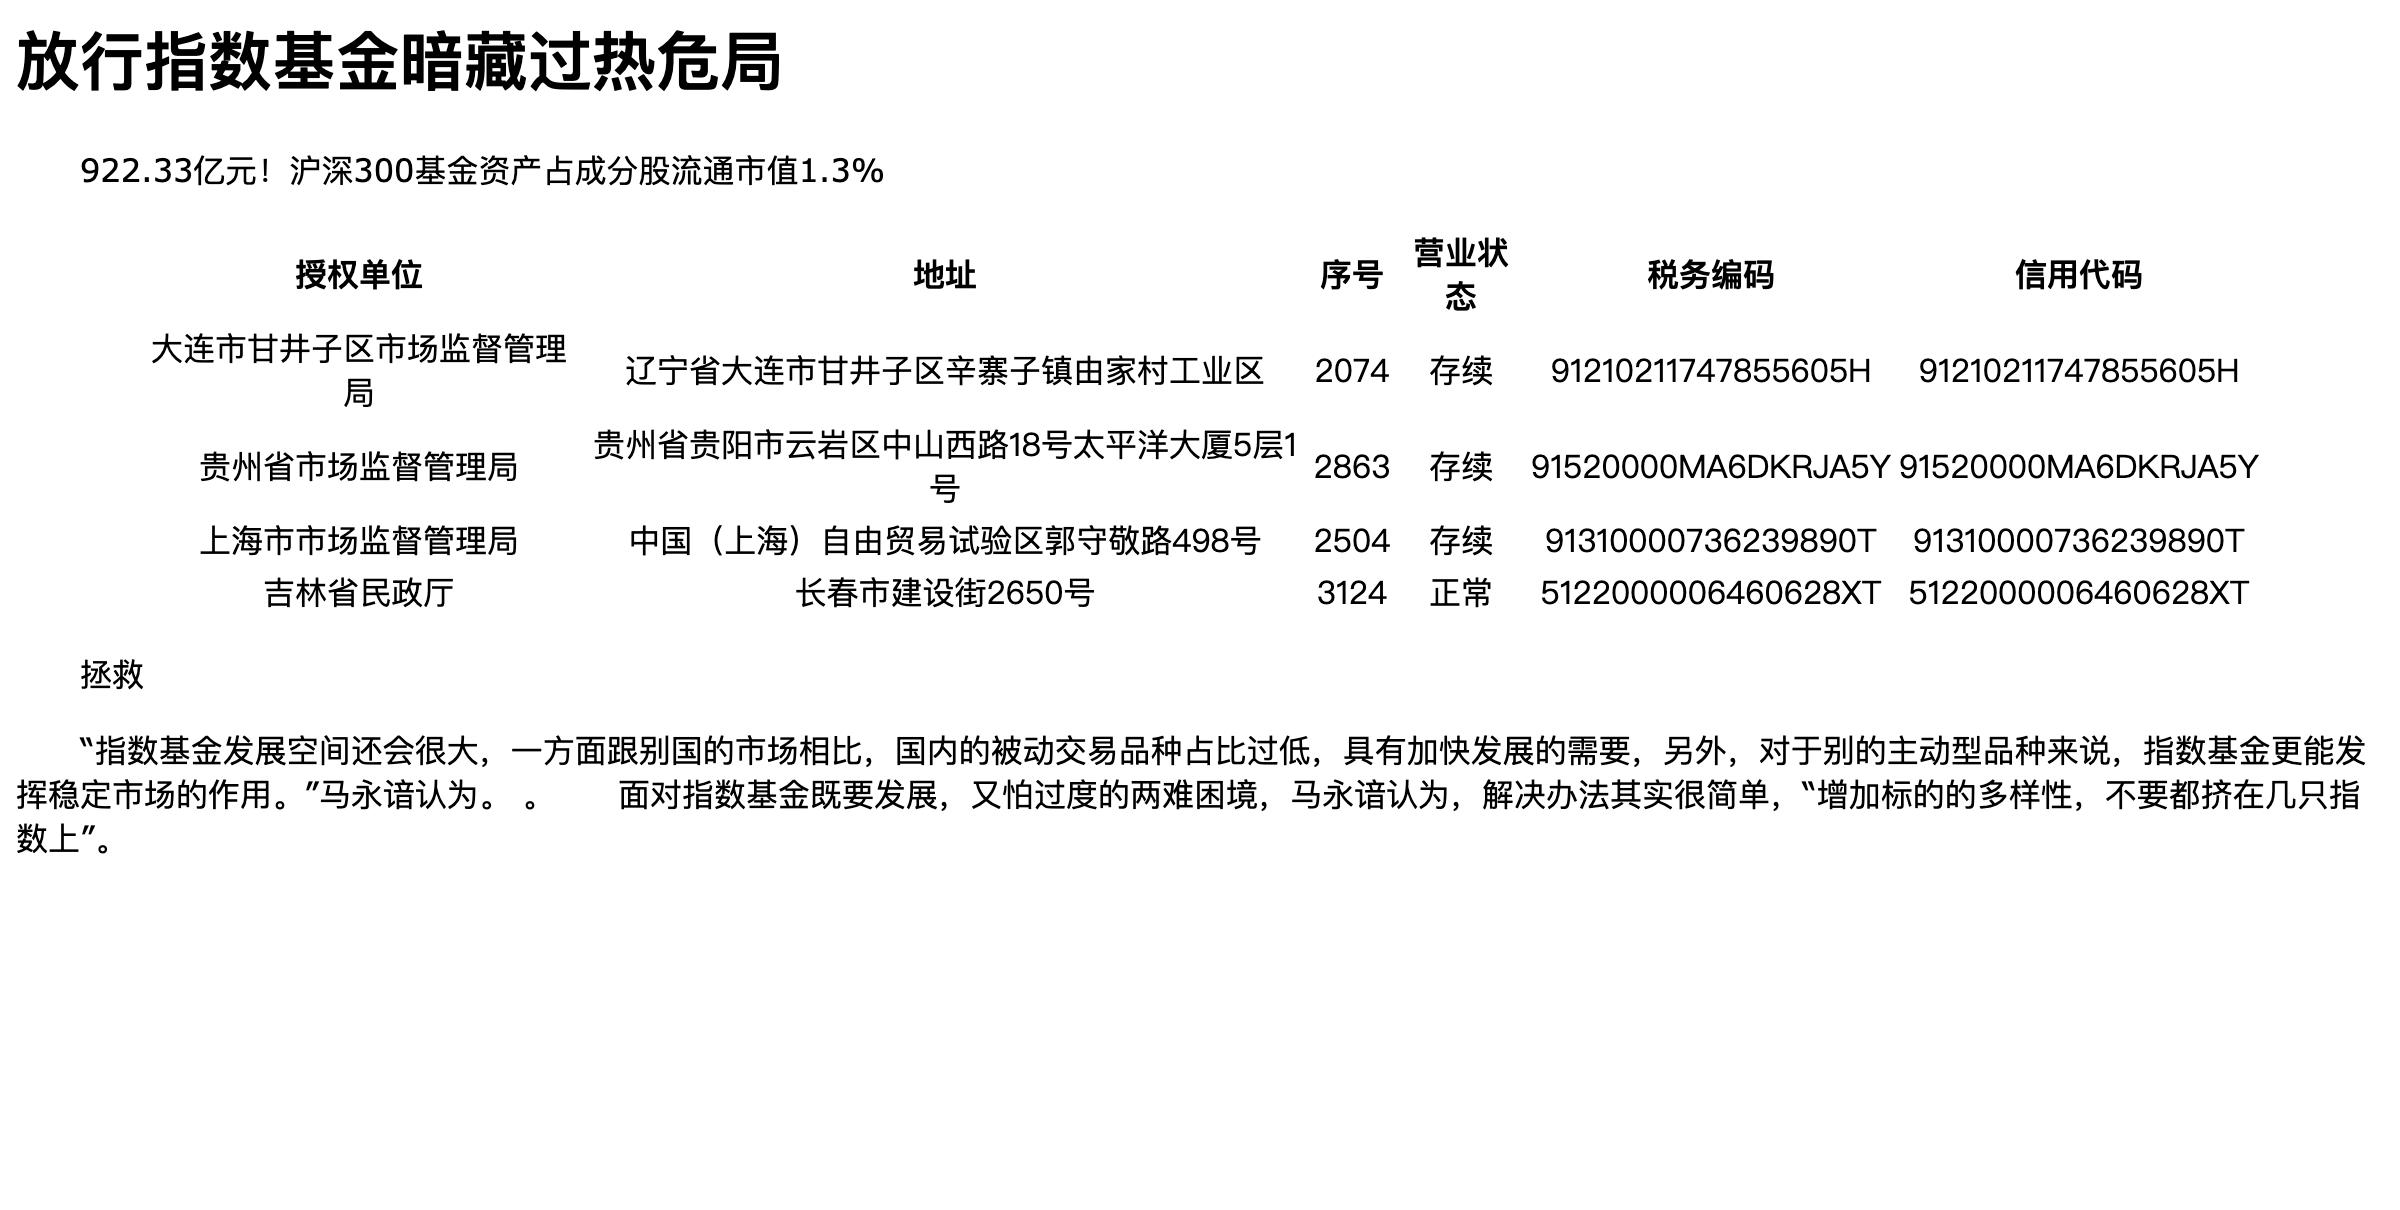 放行指数基金暗藏过热危局
922.33亿元！沪深300基金资产占成分股流通市值1.3%
授权单位 地址 序号 营业状态 税务编码 信用代码
大连市甘井子区市场监督管理局 辽宁省大连市甘井子区辛寨子镇由家村工业区 2074 存续 91210211747855605H 91210211747855605H
贵州省市场监督管理局 贵州省贵阳市云岩区中山西路18号太平洋大厦5层1号 2863 存续 91520000MA6DKRJA5Y 91520000MA6DKRJA5Y
上海市市场监督管理局 中国（上海）自由贸易试验区郭守敬路498号 2504 存续 91310000736239890T 91310000736239890T
吉林省民政厅 长春市建设街2650号 3124 正常 5122000006460628XT 5122000006460628XT
拯救
“指数基金发展空间还会很大，一方面跟别国的市场相比，国内的被动交易品种占比过低，具有加快发展的需要，另外，对于别的主动型品种来说，指数基金更能发
挥稳定市场的作用。”马永谙认为。 。 面对指数基金既要发展，又怕过度的两难困境，马永谙认为，解决办法其实很简单，“增加标的的多样性，不要都挤在几只指
数上”。